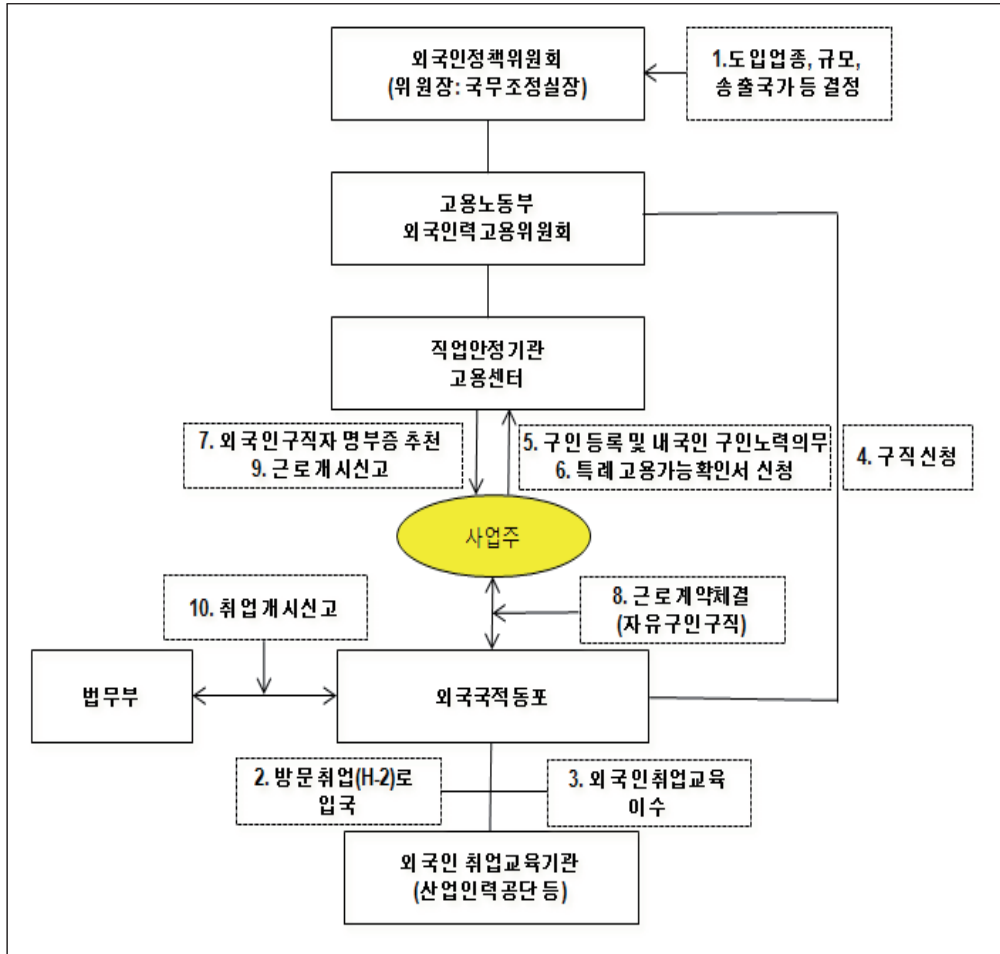 외국인정책위원회
(위원장: 국무조정실장)
1.도입업종, 규모,
송출국가 등 결정
고용노동부
외국인력고용위원회
직업안정기관
고용센터
7. 외국인구직자 명부증 추천
9. 근로개시신고
5. 구인등록 및 내국인 구인노력의무
6. 특례고용가능확인서 신청
4. 구직신청
사업주
10. 취업개시신고
8. 근로계약체결
(자유구인구직)
법무부
외국국적동포
2. 방문취업(H-2)로
입국
3. 외국인취업교육
이수
외국인 취업교육기관
(산업인력공단 등)